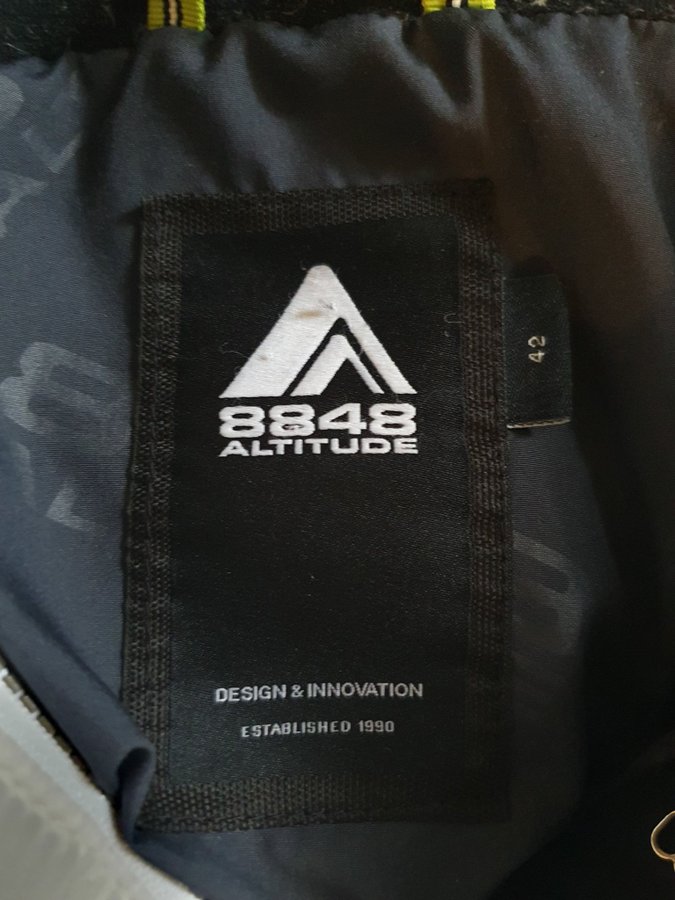 8848
ALTITUDE
42
DESIGN & INNOVATION
ESTABLISHED 1990